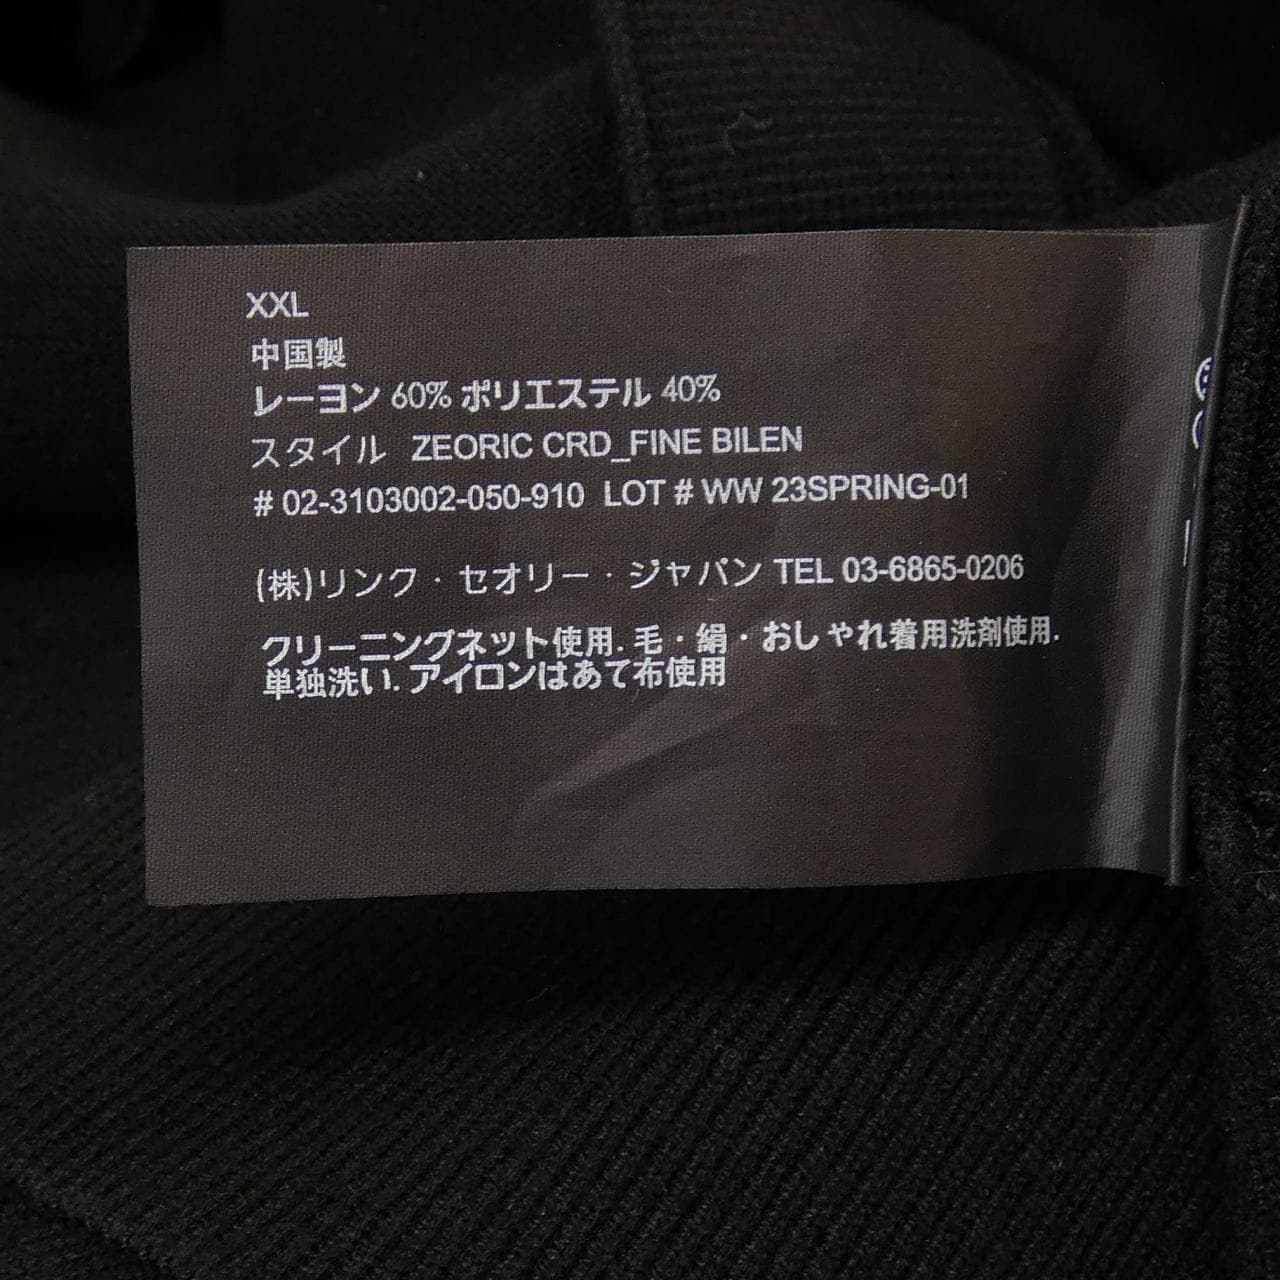 XXL
中国製
レーヨン 60% ポリエステル 40%
スタイル ZEORIC CRD_FINE BILEN
# 02-3103002-050-910 LOT # WW 23SPRING-01
(株)リンク・セオリー・ジャパン TEL 03-6865-0206
クリーニングネット使用. 毛・絹・おしゃれ着用洗剤使用.
単独洗い. アイロンはあて布使用